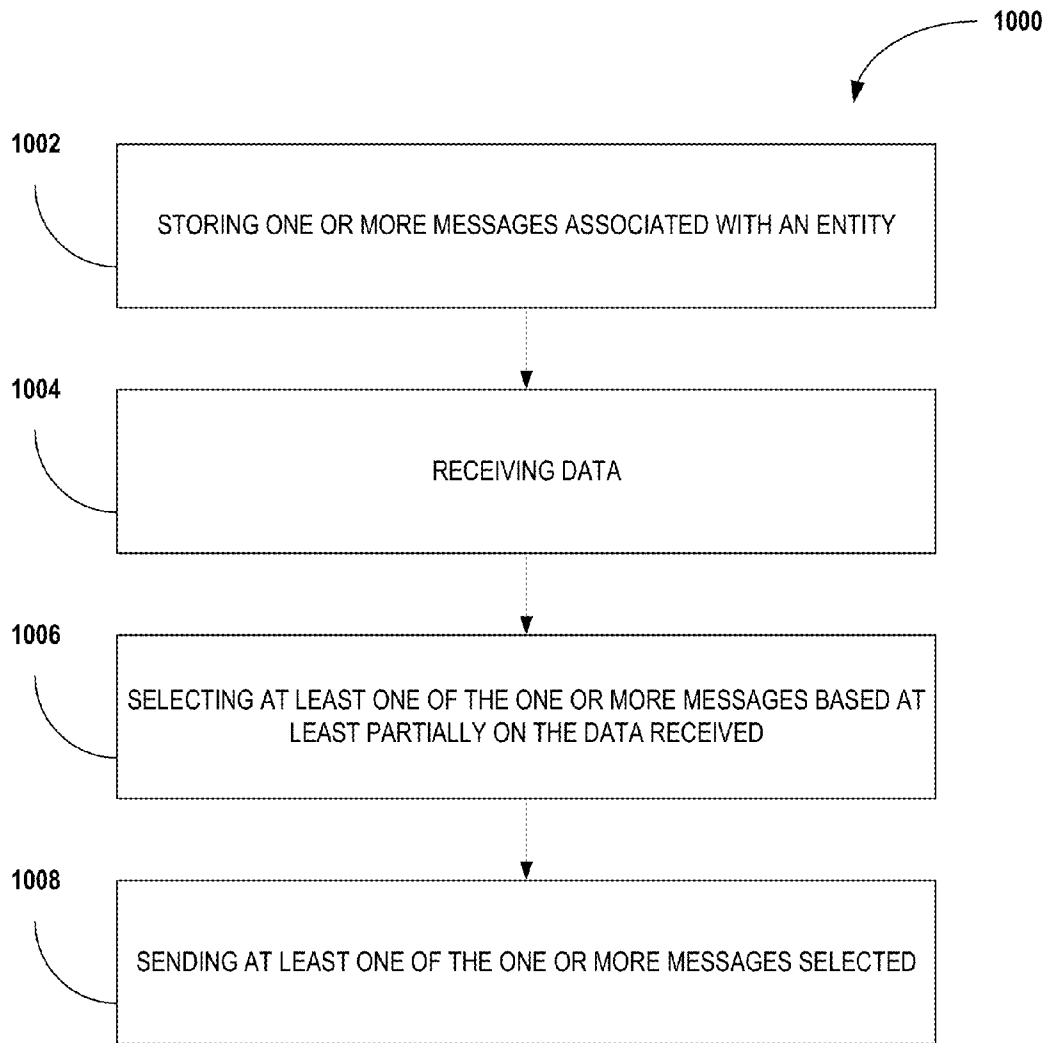 1000
1002
STORING ONE OR MORE MESSAGES ASSOCIATED WITH AN ENTITY
1004
RECEIVING DATA
1006
SELECTING AT LEAST ONE OF THE ONE OR MORE MESSAGES BASED AT
LEAST PARTIALLY ON THE DATA RECEIVED
1008
SENDING AT LEAST ONE OF THE ONE OR MORE MESSAGES SELECTED